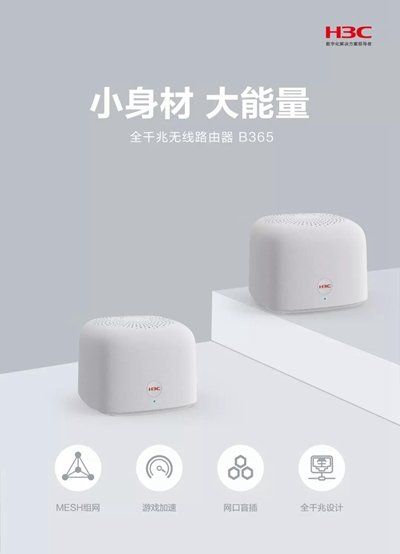 H3C
数字化解决方案领导者
小身材 大能量
全千兆无线路由器 B365
H3C
H3C
MESH组网
游戏加速
网口盲插
全千兆设计